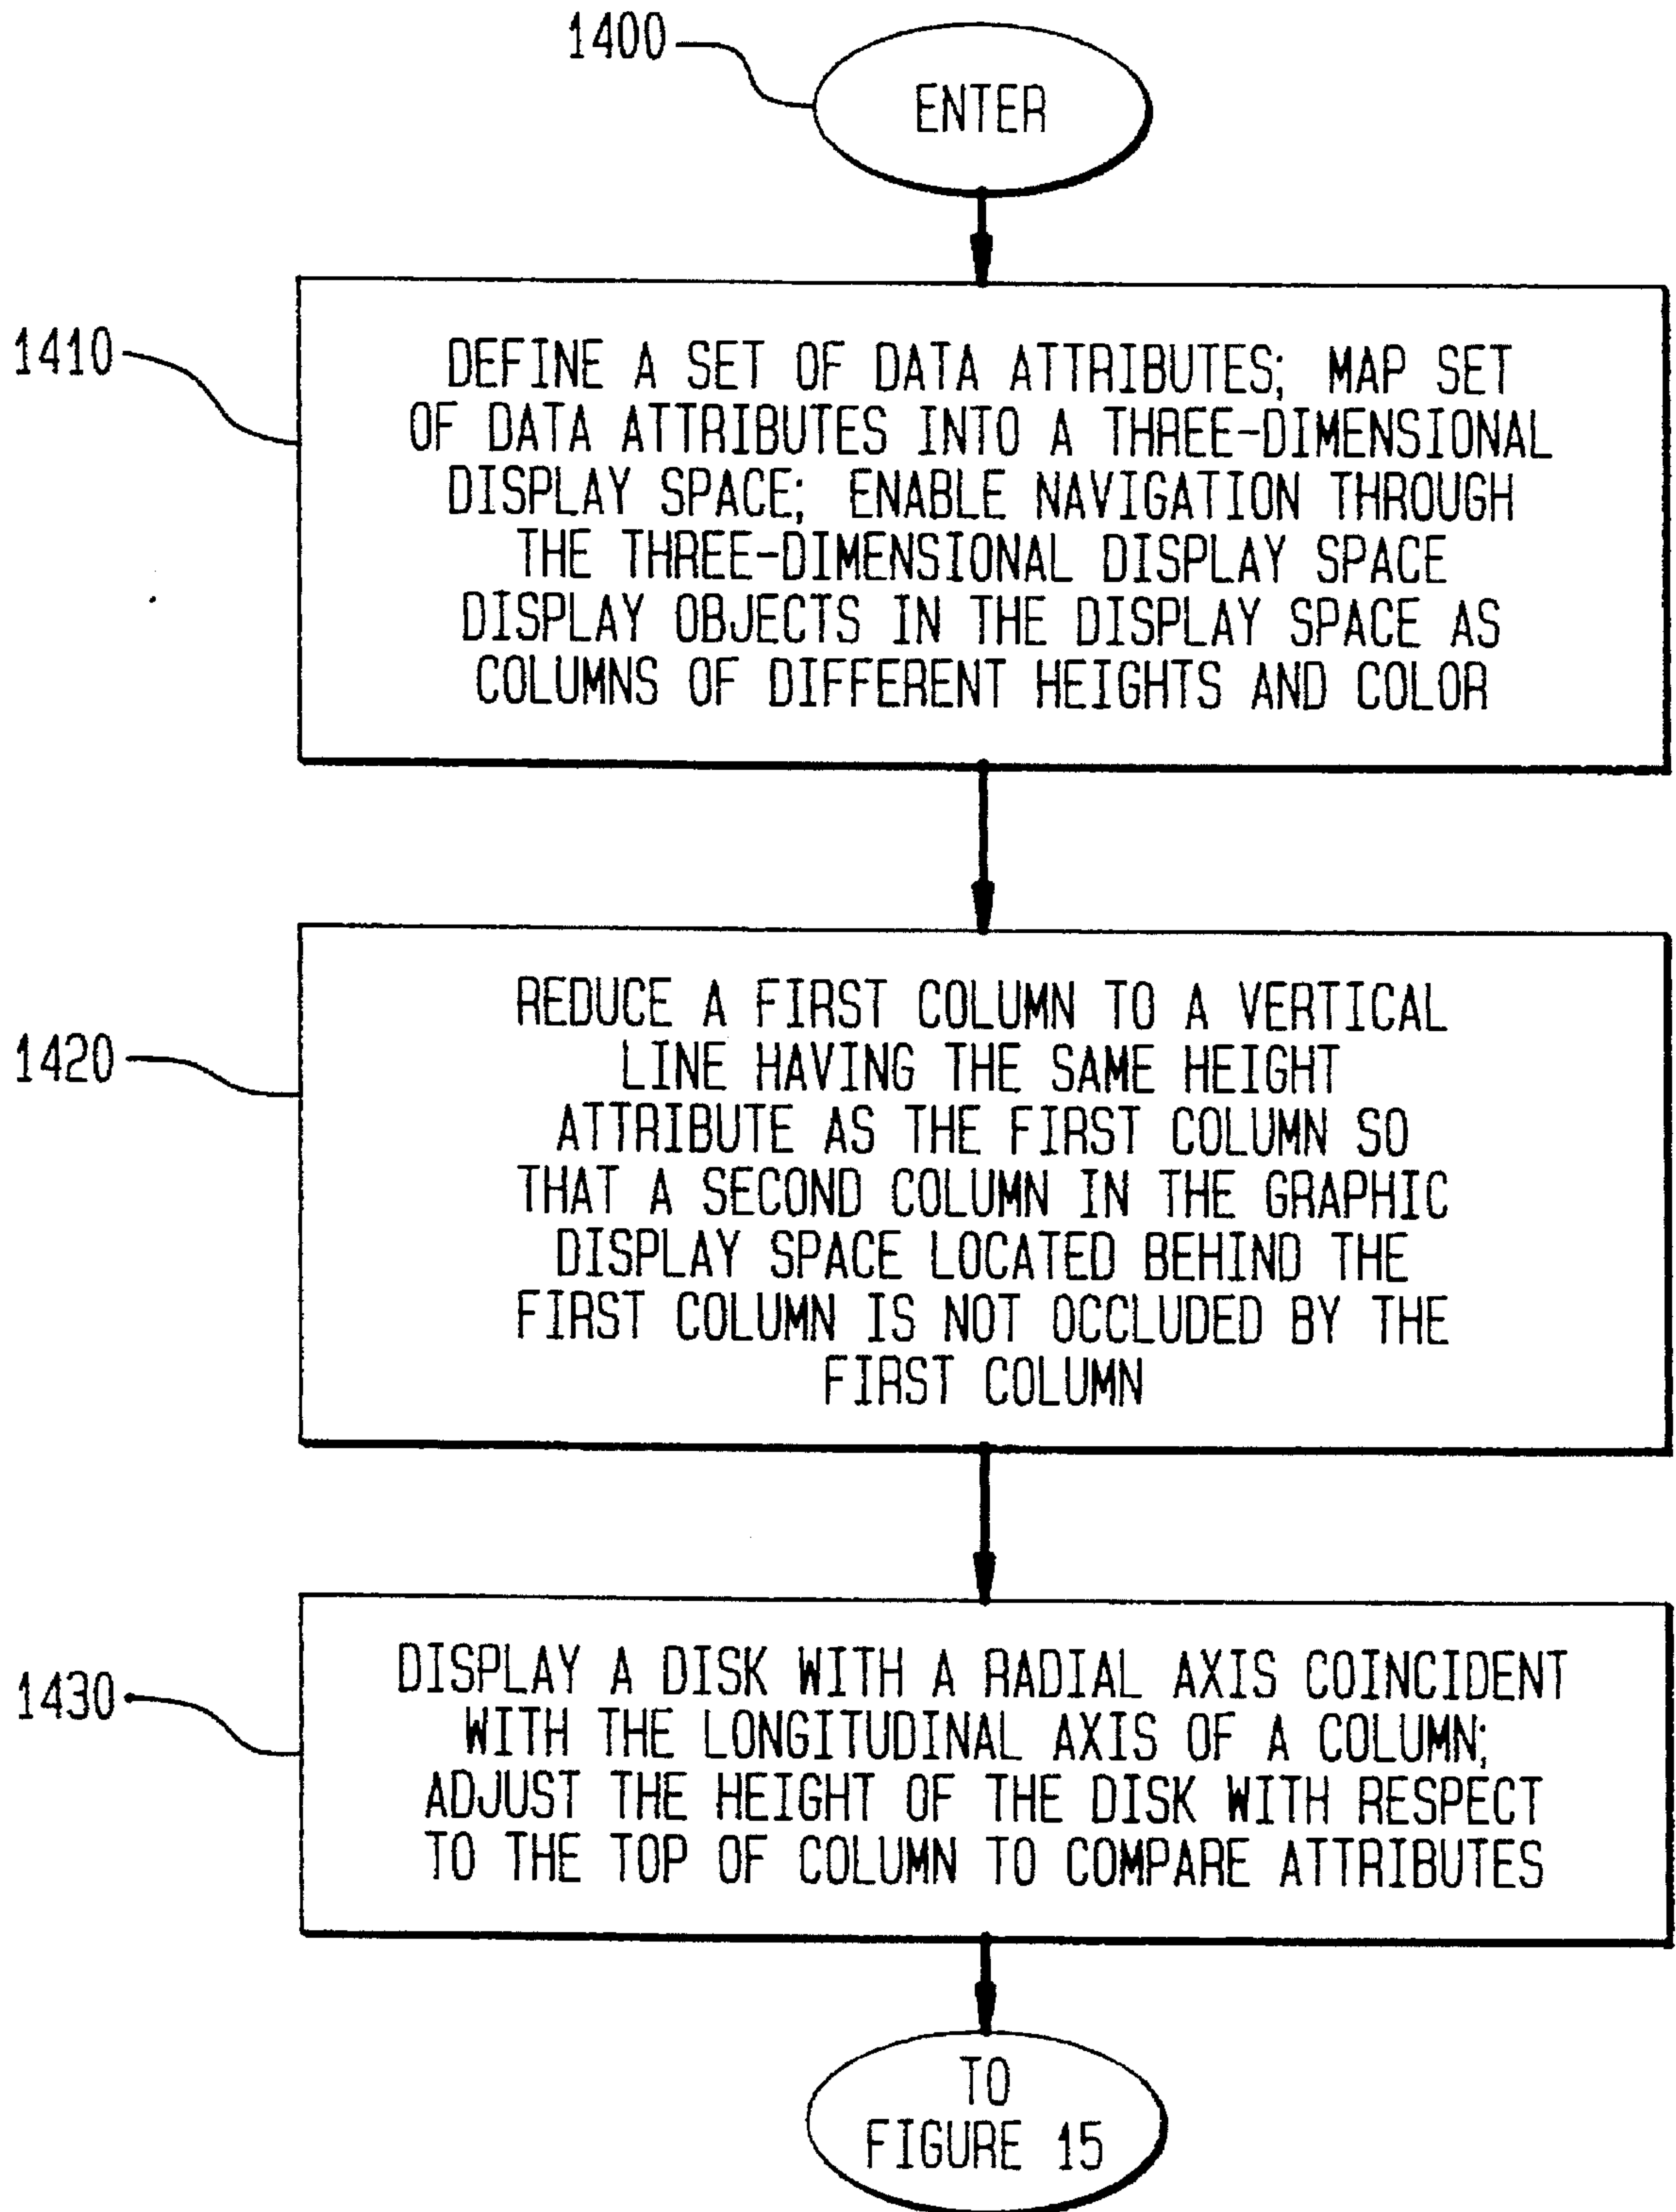 1400
ENTER
1410
DEFINE A SET OF DATA ATTRIBUTES; MAP SET
OF DATA ATTRIBUTES INTO A THREE-DIMENSIONAL
DISPLAY SPACE; ENABLE NAVIGATION THROUGH
THE THREE-DIMENSIONAL DISPLAY SPACE
DISPLAY OBJECTS IN THE DISPLAY SPACE AS
COLUMNS OF DIFFERENT HEIGHTS AND COLOR
1420
REDUCE A FIRST COLUMN TO A VERTICAL
LINE HAVING THE SAME HEIGHT
ATTRIBUTE AS THE FIRST COLUMN SO
THAT A SECOND COLUMN IN THE GRAPHIC
DISPLAY SPACE LOCATED BEHIND THE
FIRST COLUMN IS NOT OCCLUDED BY THE
FIRST COLUMN
1430
DISPLAY A DISK WITH A RADIAL AXIS COINCIDENT
WITH THE LONGITUDINAL AXIS OF A COLUMN;
ADJUST THE HEIGHT OF THE DISK WITH RESPECT
TO THE TOP OF COLUMN TO COMPARE ATTRIBUTES
TO
FIGURE 15